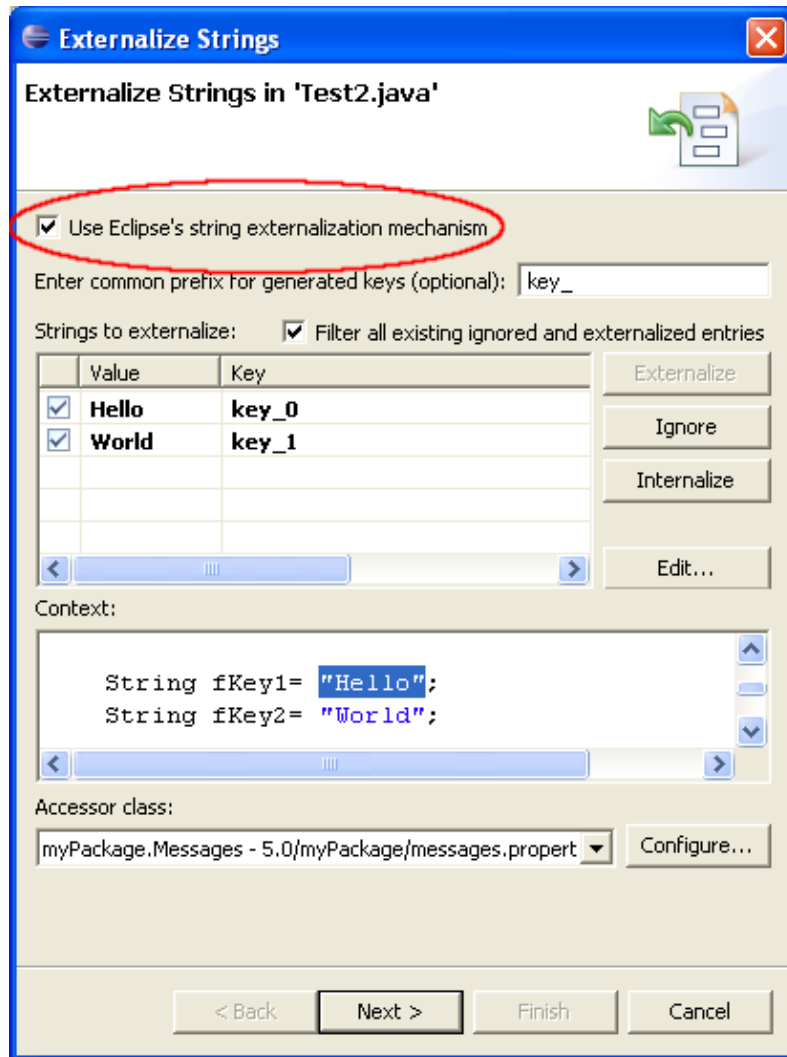 Externalize Strings
Externalize Strings in 'Test2.java'
Use Eclipse's string externalization mechanism
Enter common prefix for generated keys (optional): key_
Strings to externalize: Filter all existing ignored and externalized entries
Value Key Externalize
Hello key_0
Ignore
World key_1
Internalize
Edit...
Context:
String fKey1= "Hello";
String fKey2= "World";
Accessor class:
myPackage.Messages - 5.0/myPackage/messages.propert Configure...
< Back Next > Finish Cancel